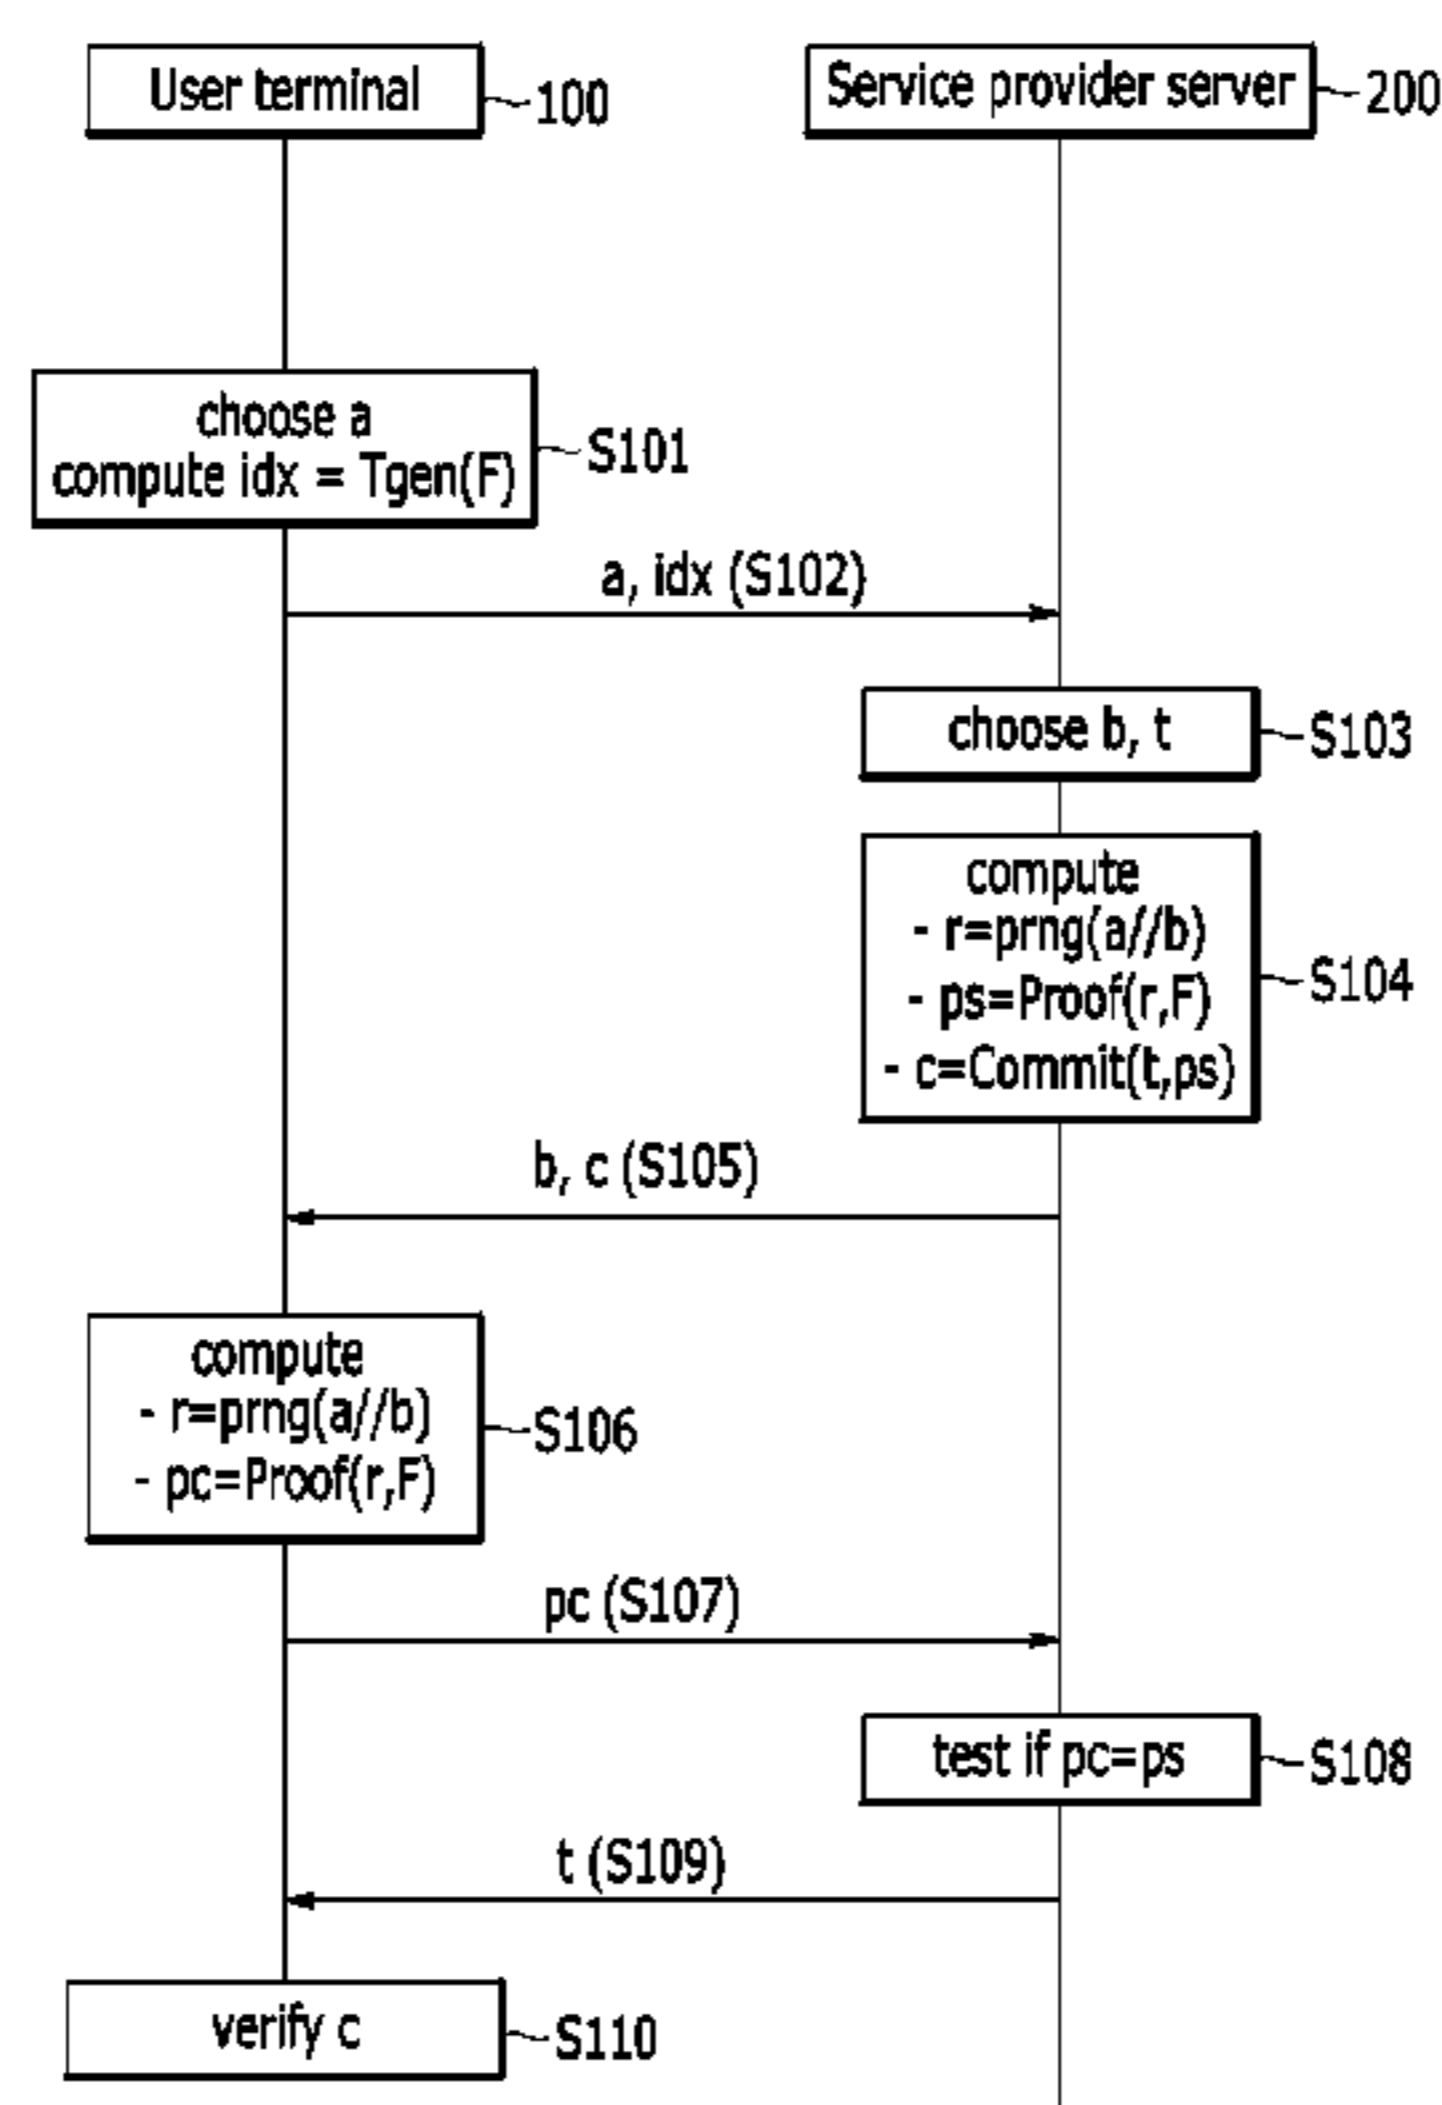 User terminal
100
Service provider server
200
choose a
compute idx = Tgen(F)
S101
a, idx (S102)
choose b, t
S103
compute
- r=prng(a//b)
- ps=Proof(r,F)
- c=Commit(t,ps)
S104
b, c (S105)
compute
- r=prng(a//b)
- pc=Proof(r,F)
S106
pc (S107)
test if pc=ps
S108
t (S109)
verify c
S110